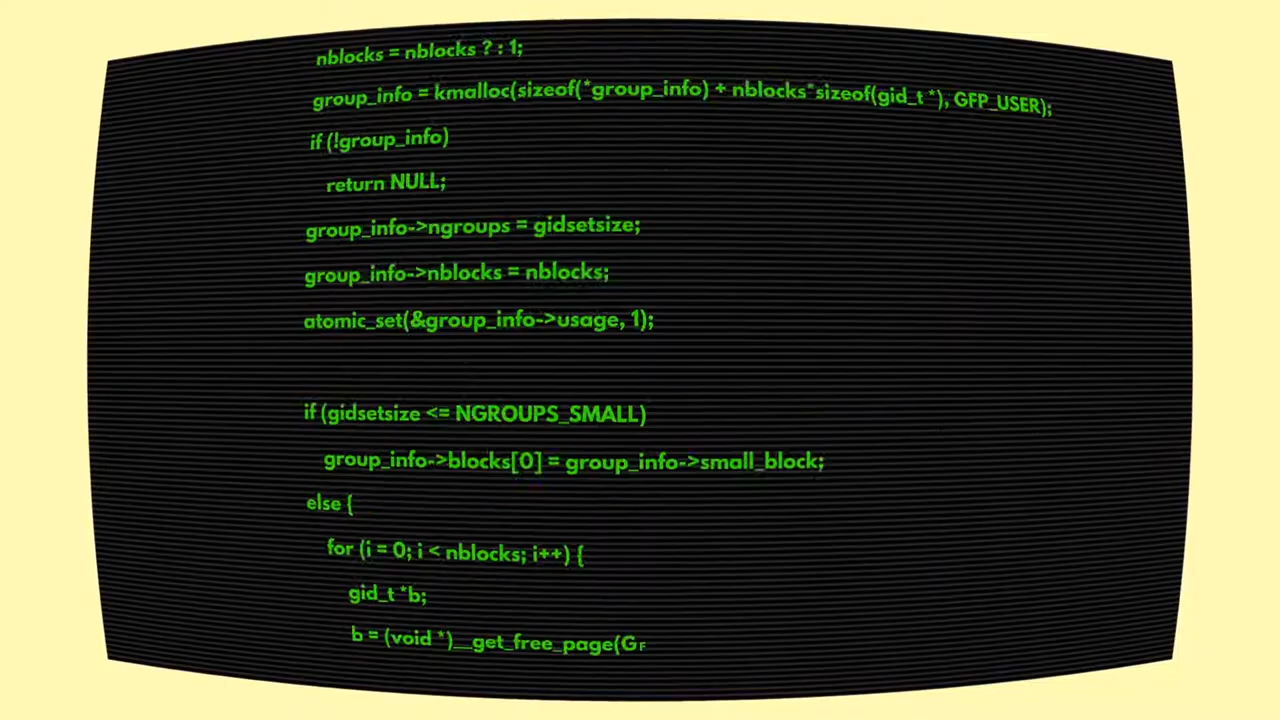 nblocks = nblocks ? : 1;
group_info = kmalloc(sizeof(*group_info) + nblocks*sizeof(gid_t *), GFP_USER);
if (!group_info)
return NULL;
group_info->ngroups = gidsetsize;
group_info->nblocks = nblocks;
atomic_set(&group_info->usage, 1);
if (gidsetsize <= NGROUPS_SMALL)
group_info->blocks[0] = group_info->small_block;
else {
for (i = 0; i < nblocks; i++) {
gid_t *b;
b = (void *)__get_free_page(GF